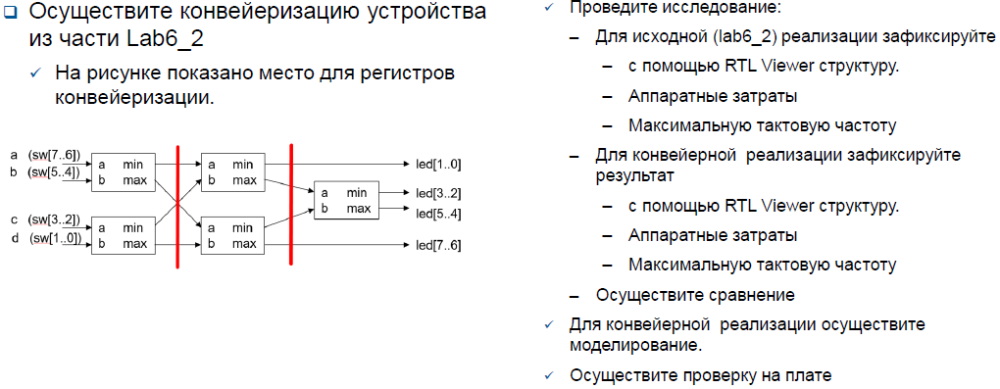 Осуществите конвейеризацию устройства
из части Lab6_2
На рисунке показано место для регистров
конвейеризации.
a (sw[7..6])
b (sw[5..4])
c (sw[3..2])
d (sw[1..0])
a min
b max
a min
b max
a min
b max
a min
b max
a min
b max
led[1..0]
led[3..2]
led[5..4]
led[7..6]
Проведите исследование:
– Для исходной (lab6_2) реализации зафиксируйте
– с помощью RTL Viewer структуру.
– Аппаратные затраты
– Максимальную тактовую частоту
– Для конвейерной реализации зафиксируйте
результат
– с помощью RTL Viewer структуру.
– Аппаратные затраты
– Максимальную тактовую частоту
– Осуществите сравнение
Для конвейерной реализации осуществите
моделирование.
Осуществите проверку на плате